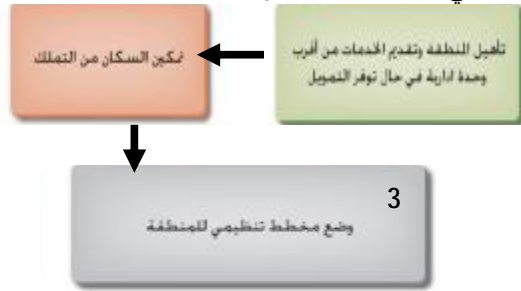 تأهيل المنطقة وتقديم الخدمات من أقرب
وحدة ادارية في حال توفر التمويل
تمكين السكان من التملك
3
وضع مخطط تنظيمي للمنطقة